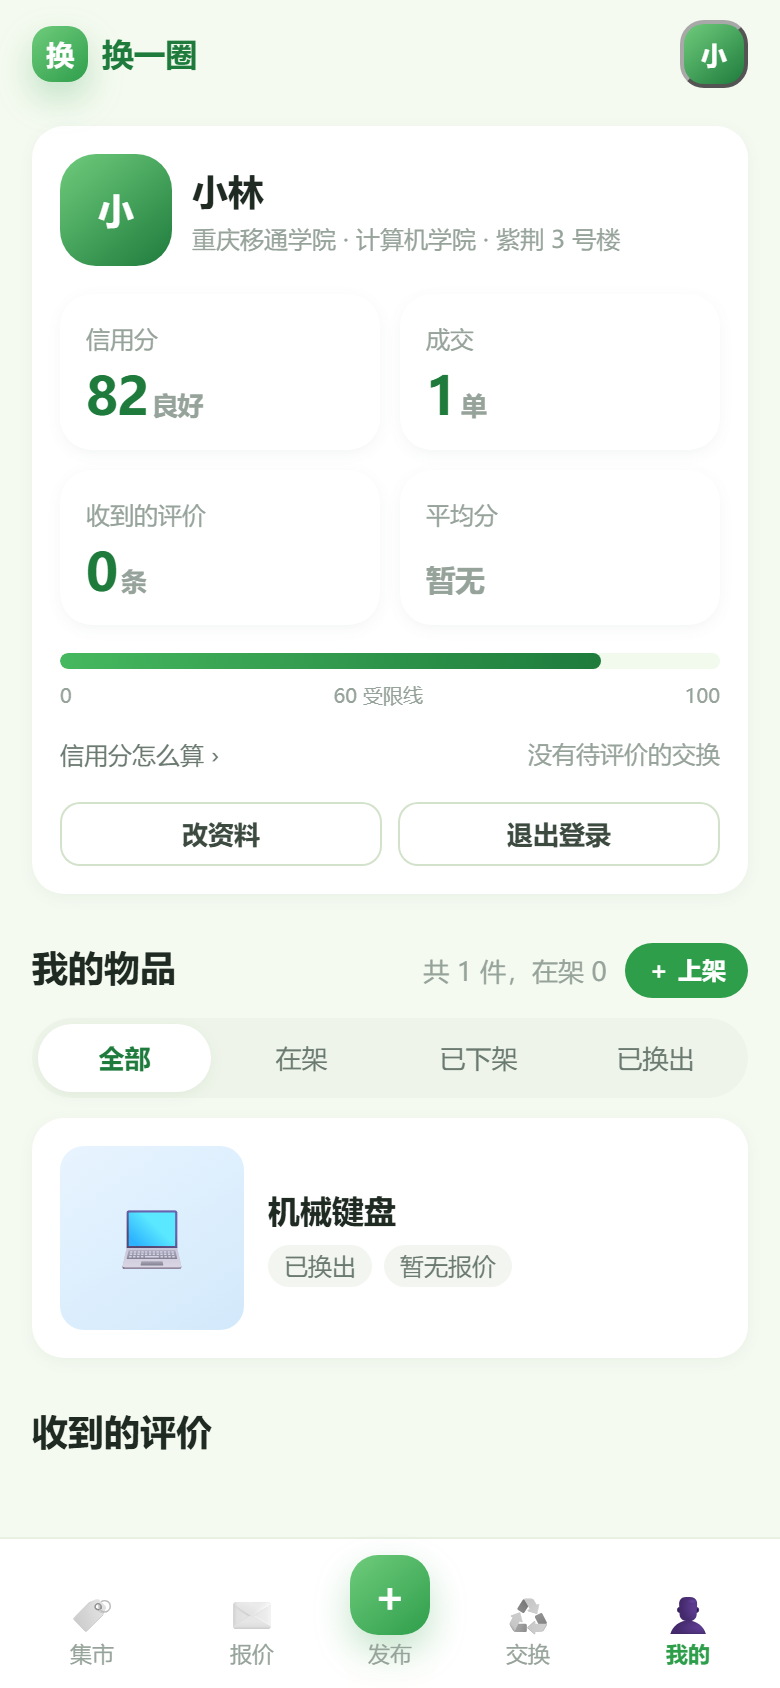 换 换一圈 小
小
小林
重庆移通学院 · 计算机学院 · 紫荆 3 号楼
信用分 成交
82良好 1单
收到的评价 平均分
0条 暂无
0 60 受限线 100
信用分怎么算 › 没有待评价的交换
改资料 退出登录
我的物品 共 1 件，在架 0 + 上架
全部 在架 已下架 已换出
机械键盘
已换出 暂无报价
收到的评价
+
集市 报价 发布 交换 我的